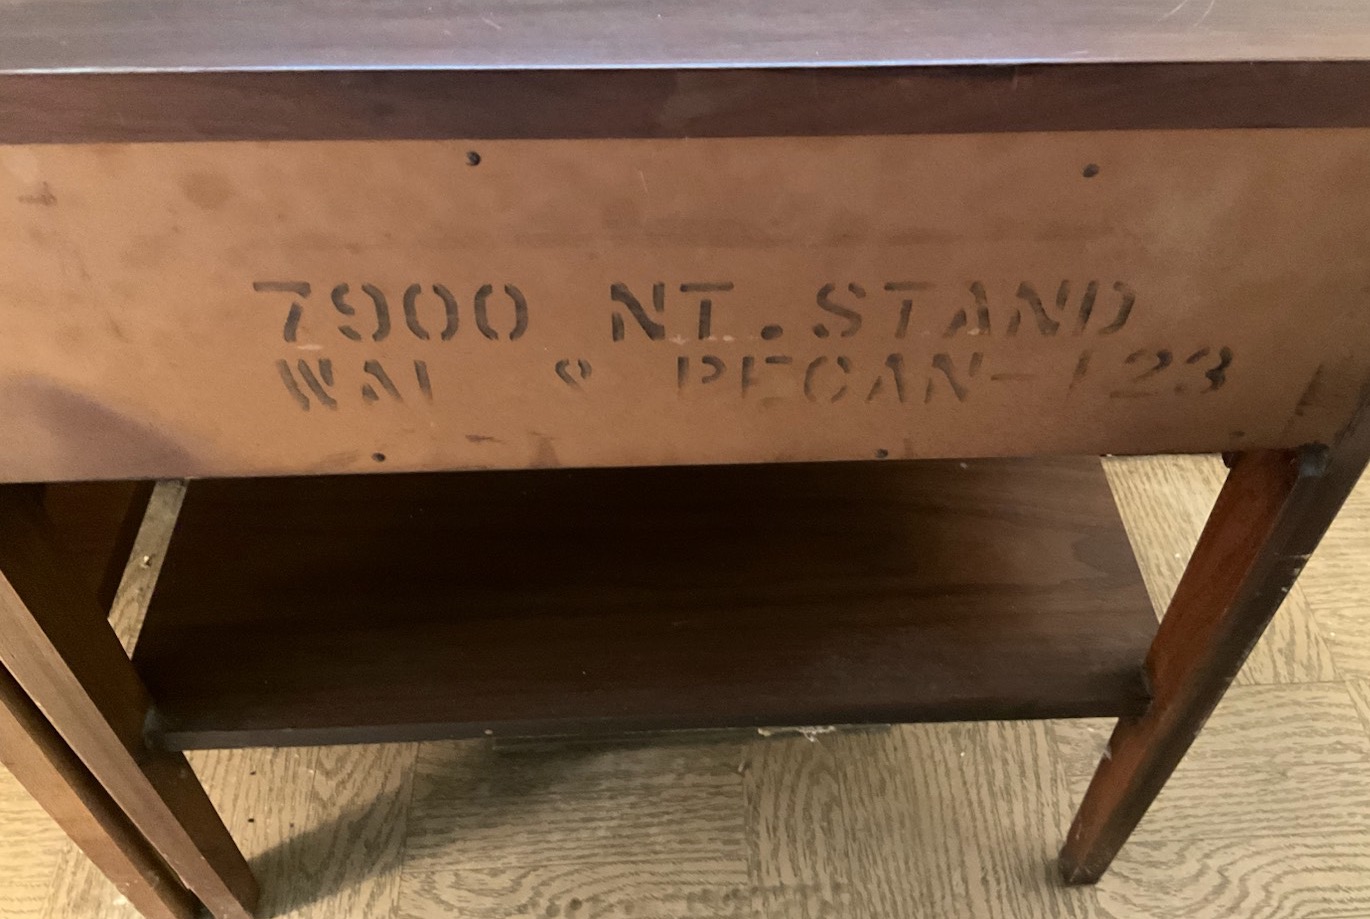 7900 NT. STAND
WAL & PECAN-123